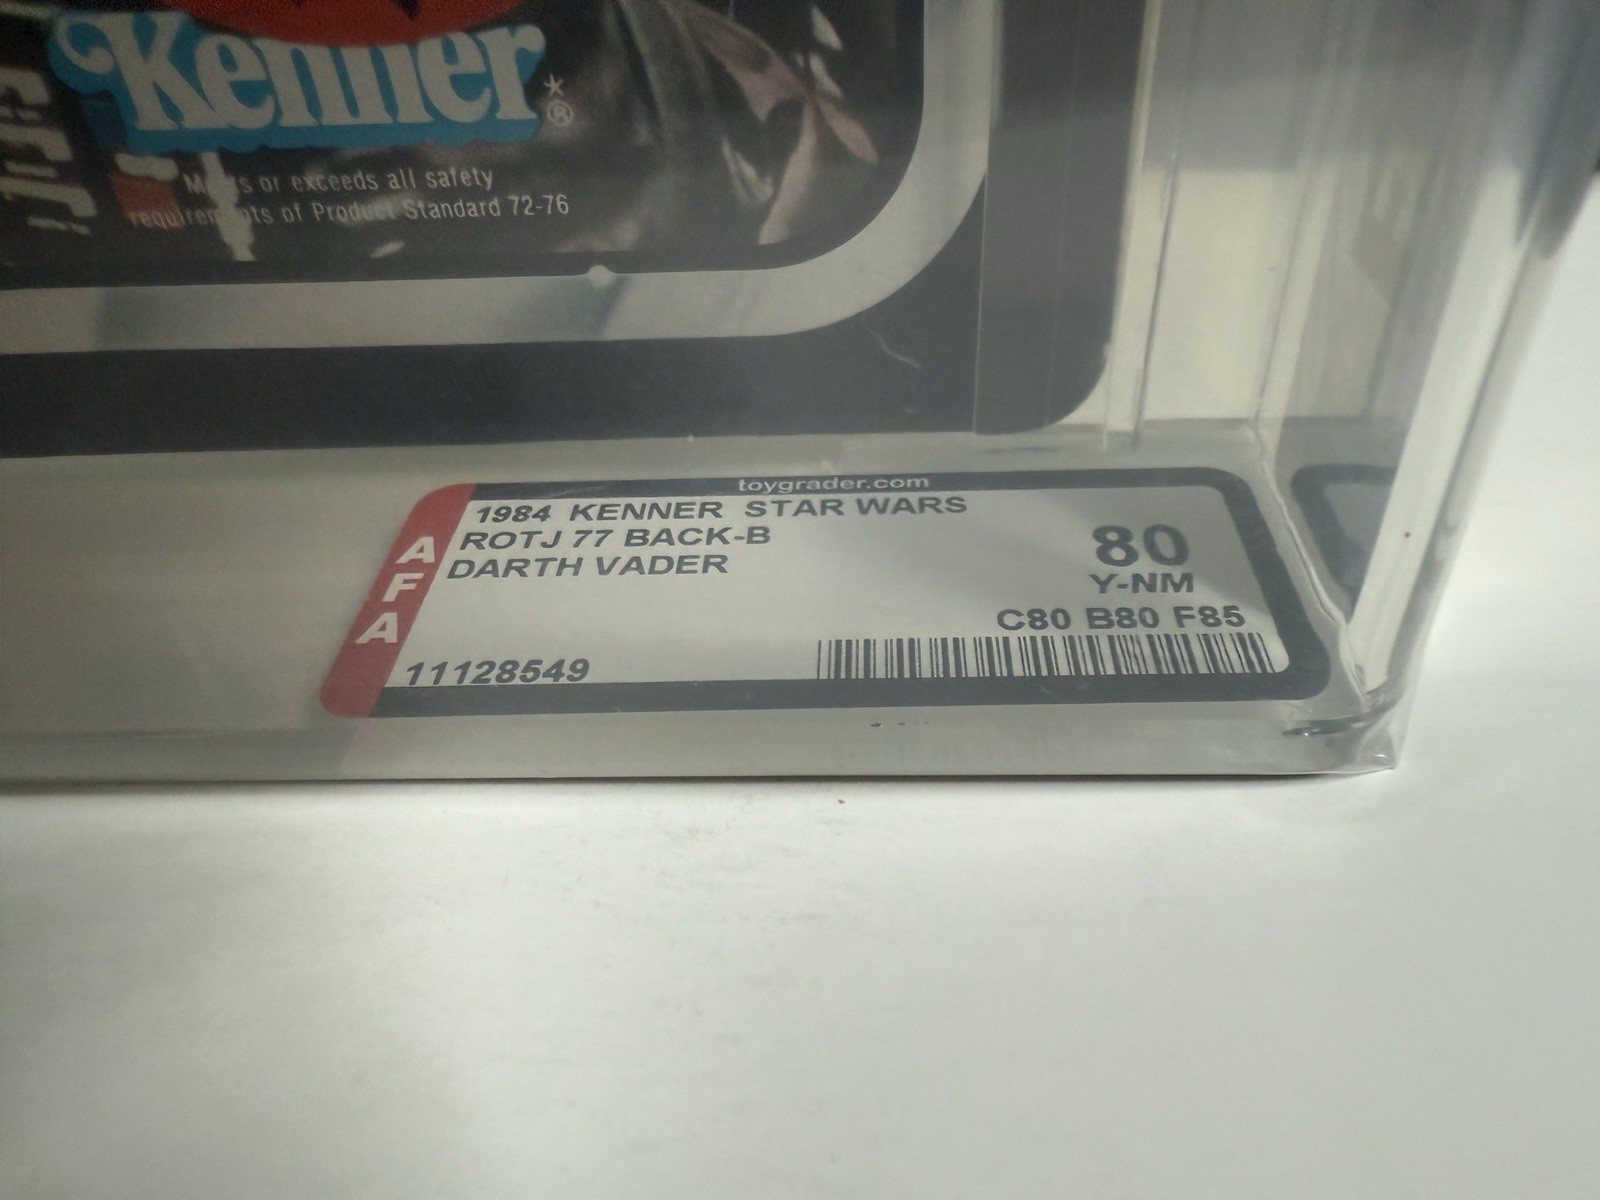 Kenner
*
®
or exceeds all safety
of Product Standard 72-76
toygrader.com
AFA
1984 KENNER STAR WARS
ROTJ 77 BACK-B
DARTH VADER
80
Y-NM
C80 B80 F85
11128549